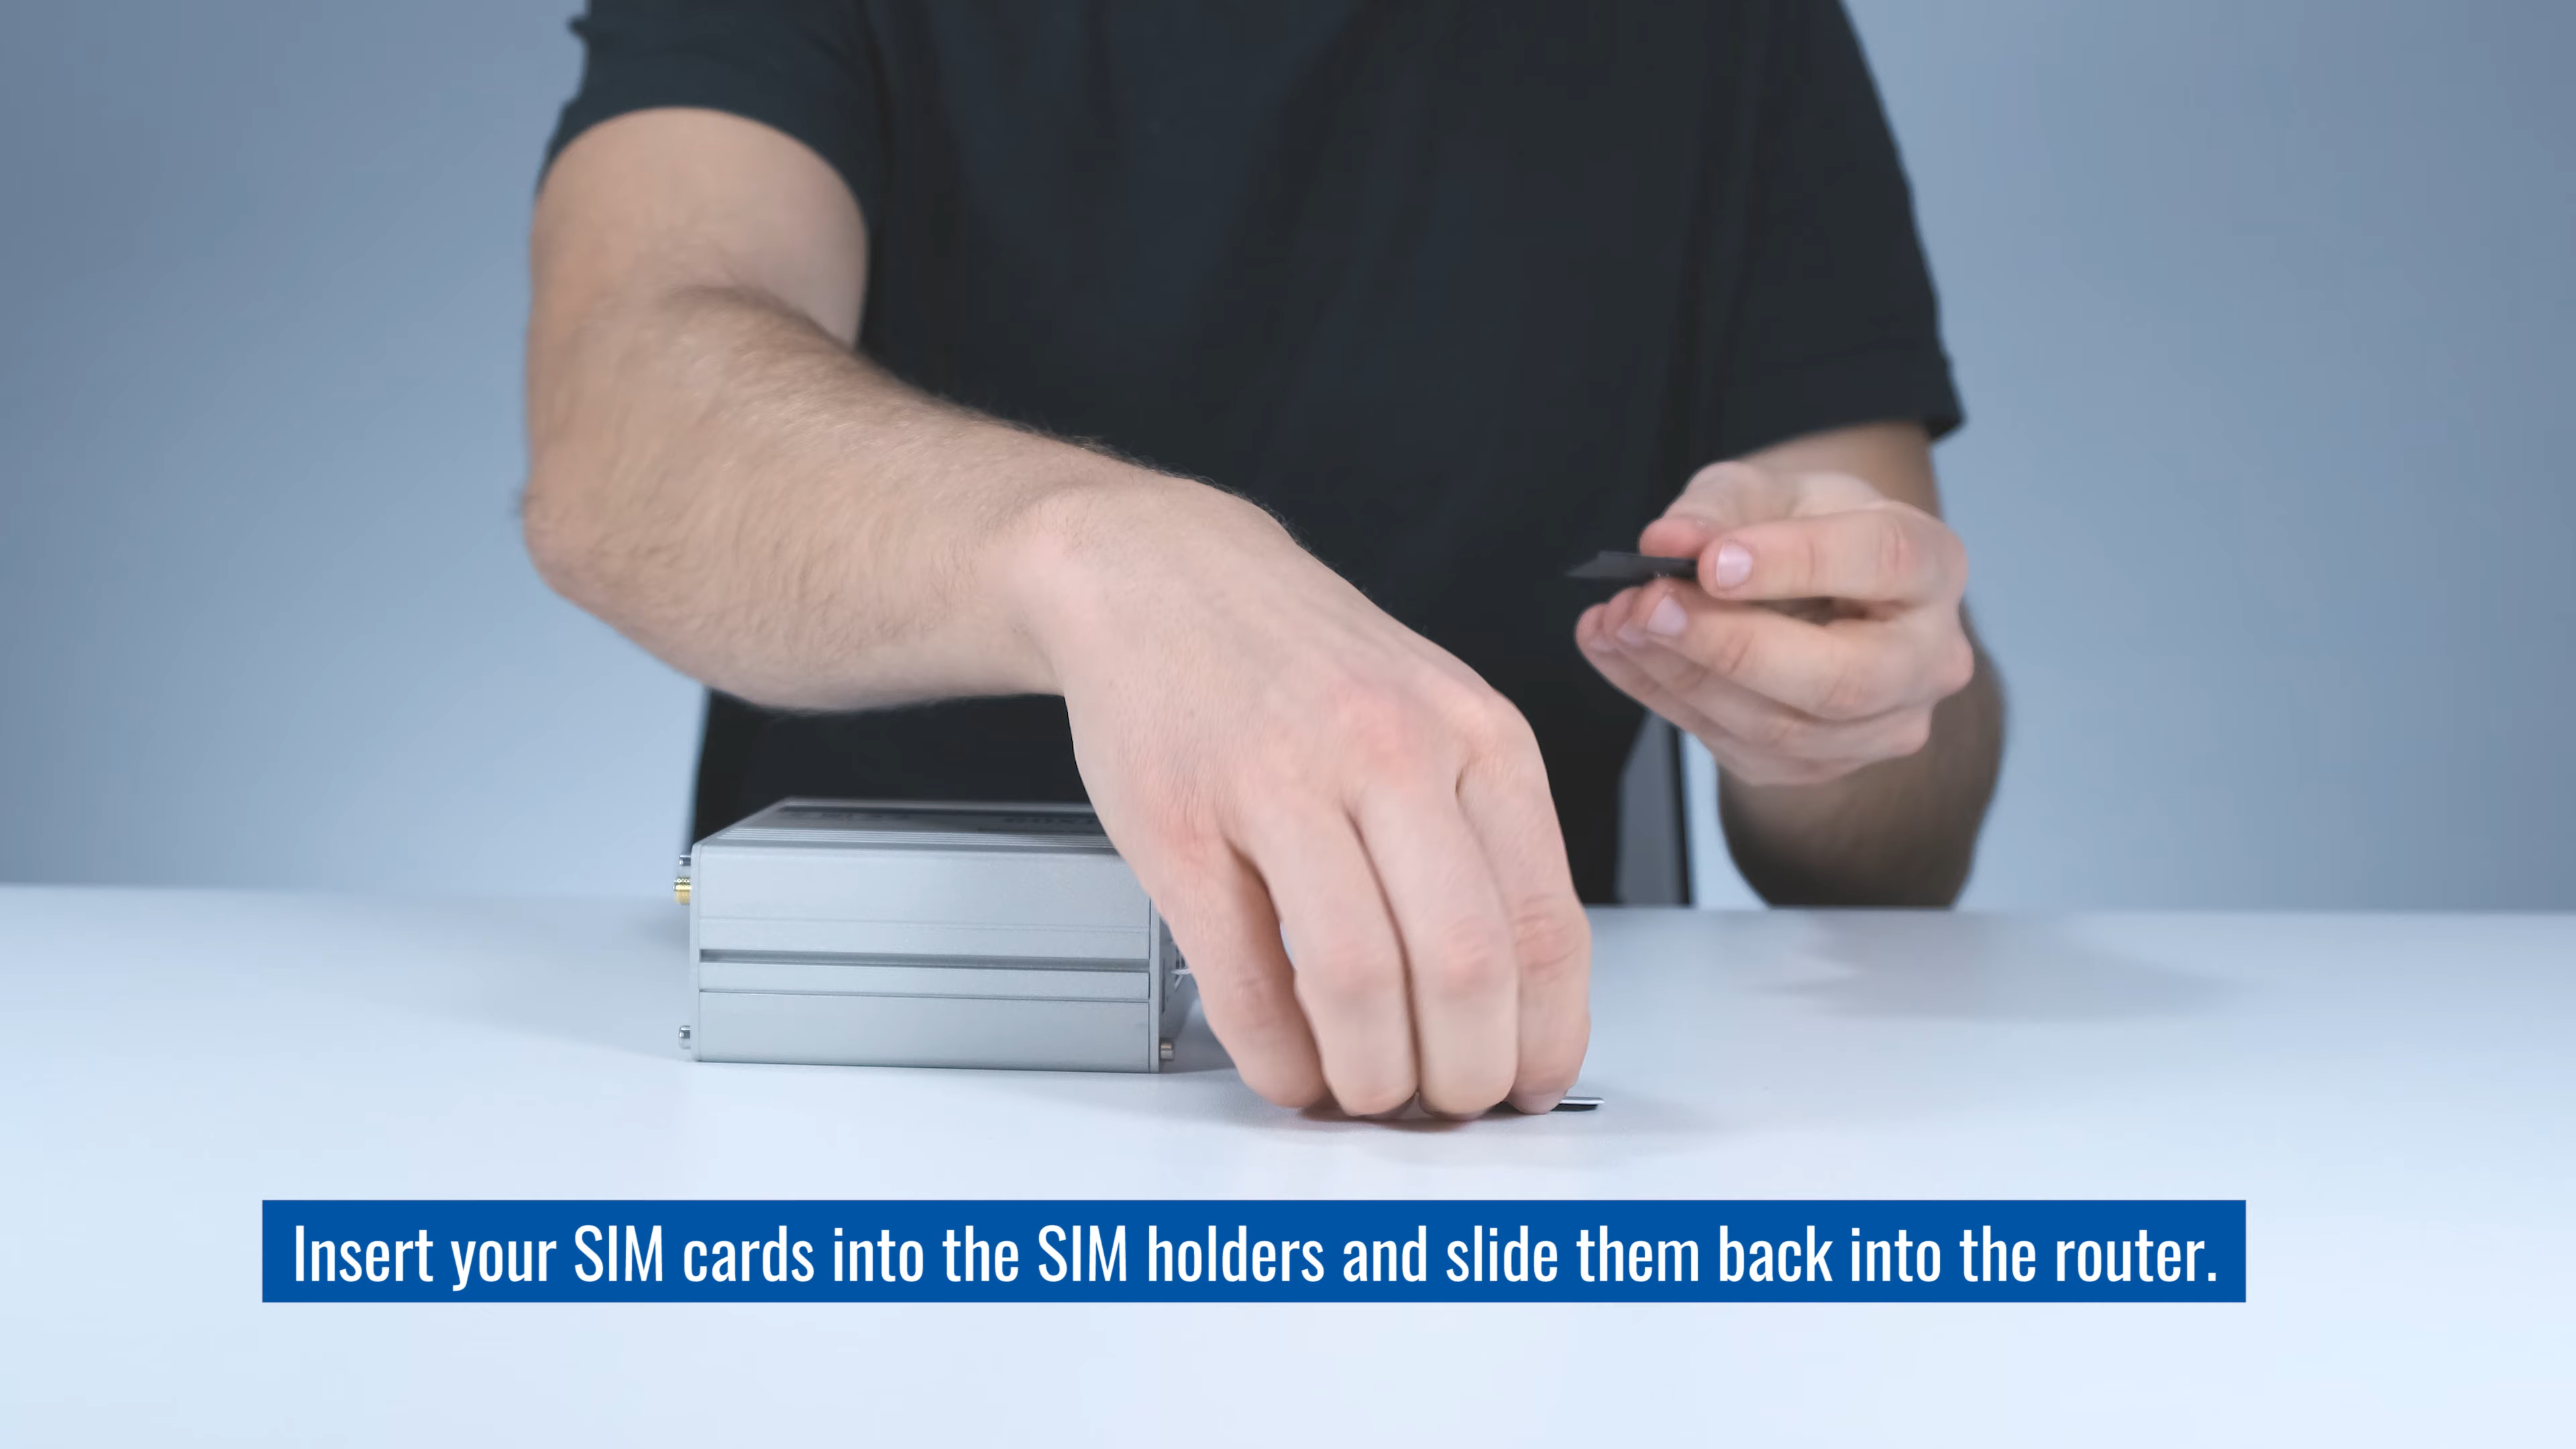 Insert your SIM cards into the SIM holders and slide them back into the router.